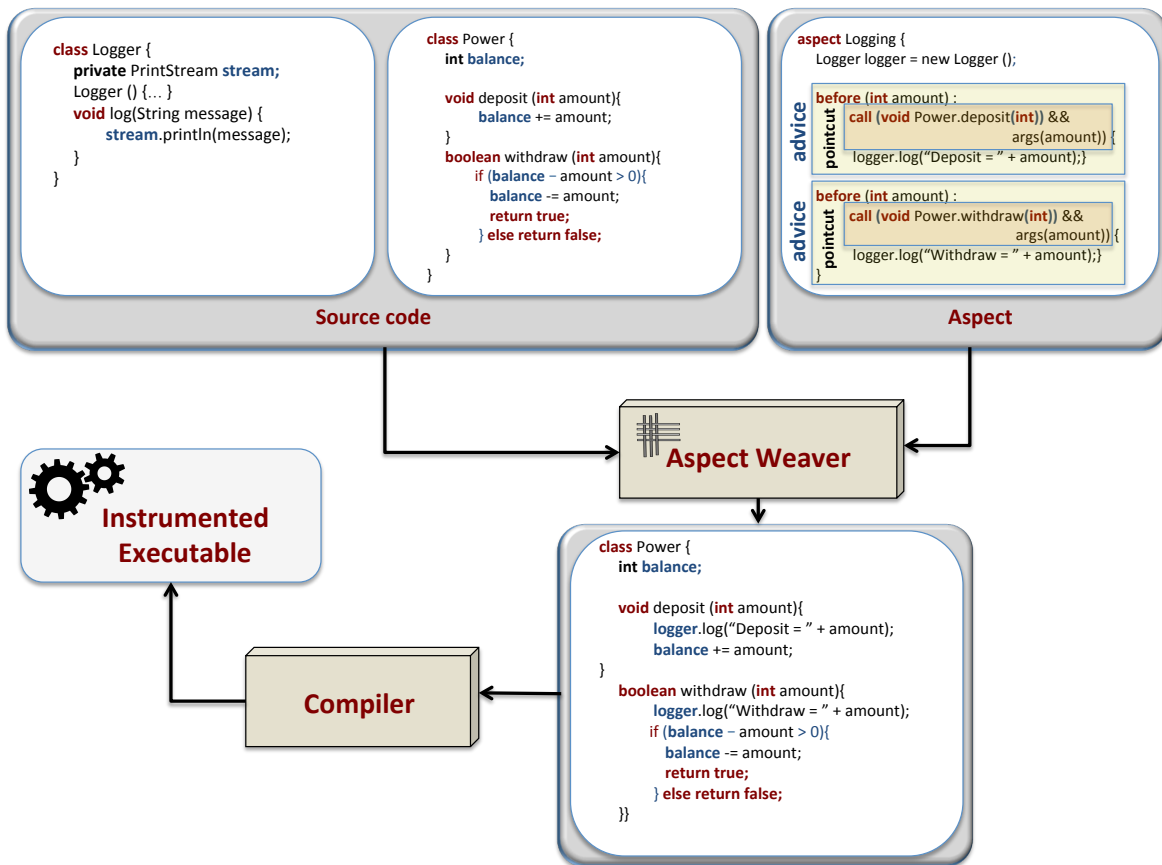 class Logger {
private PrintStream stream;
Logger () {... }
void log(String message) {
stream.println(message);
}
}
class Power {
int balance;
void deposit (int amount){
balance += amount;
}
boolean withdraw (int amount){
if (balance – amount > 0){
balance -= amount;
return true;
} else return false;
}
}
Source code
aspect Logging {
Logger logger = new Logger ();
advice
before (int amount) :
pointcut
call (void Power.deposit(int)) &&
args(amount)) {
logger.log(“Deposit = ” + amount);}
advice
before (int amount) :
pointcut
call (void Power.withdraw(int)) &&
args(amount)) {
logger.log(“Withdraw = ” + amount);}
}
Aspect
Aspect Weaver
Instrumented
Executable
class Power {
int balance;
void deposit (int amount){
logger.log(“Deposit = ” + amount);
balance += amount;
}
boolean withdraw (int amount){
logger.log(“Withdraw = ” + amount);
if (balance – amount > 0){
balance -= amount;
return true;
} else return false;
}}
Compiler